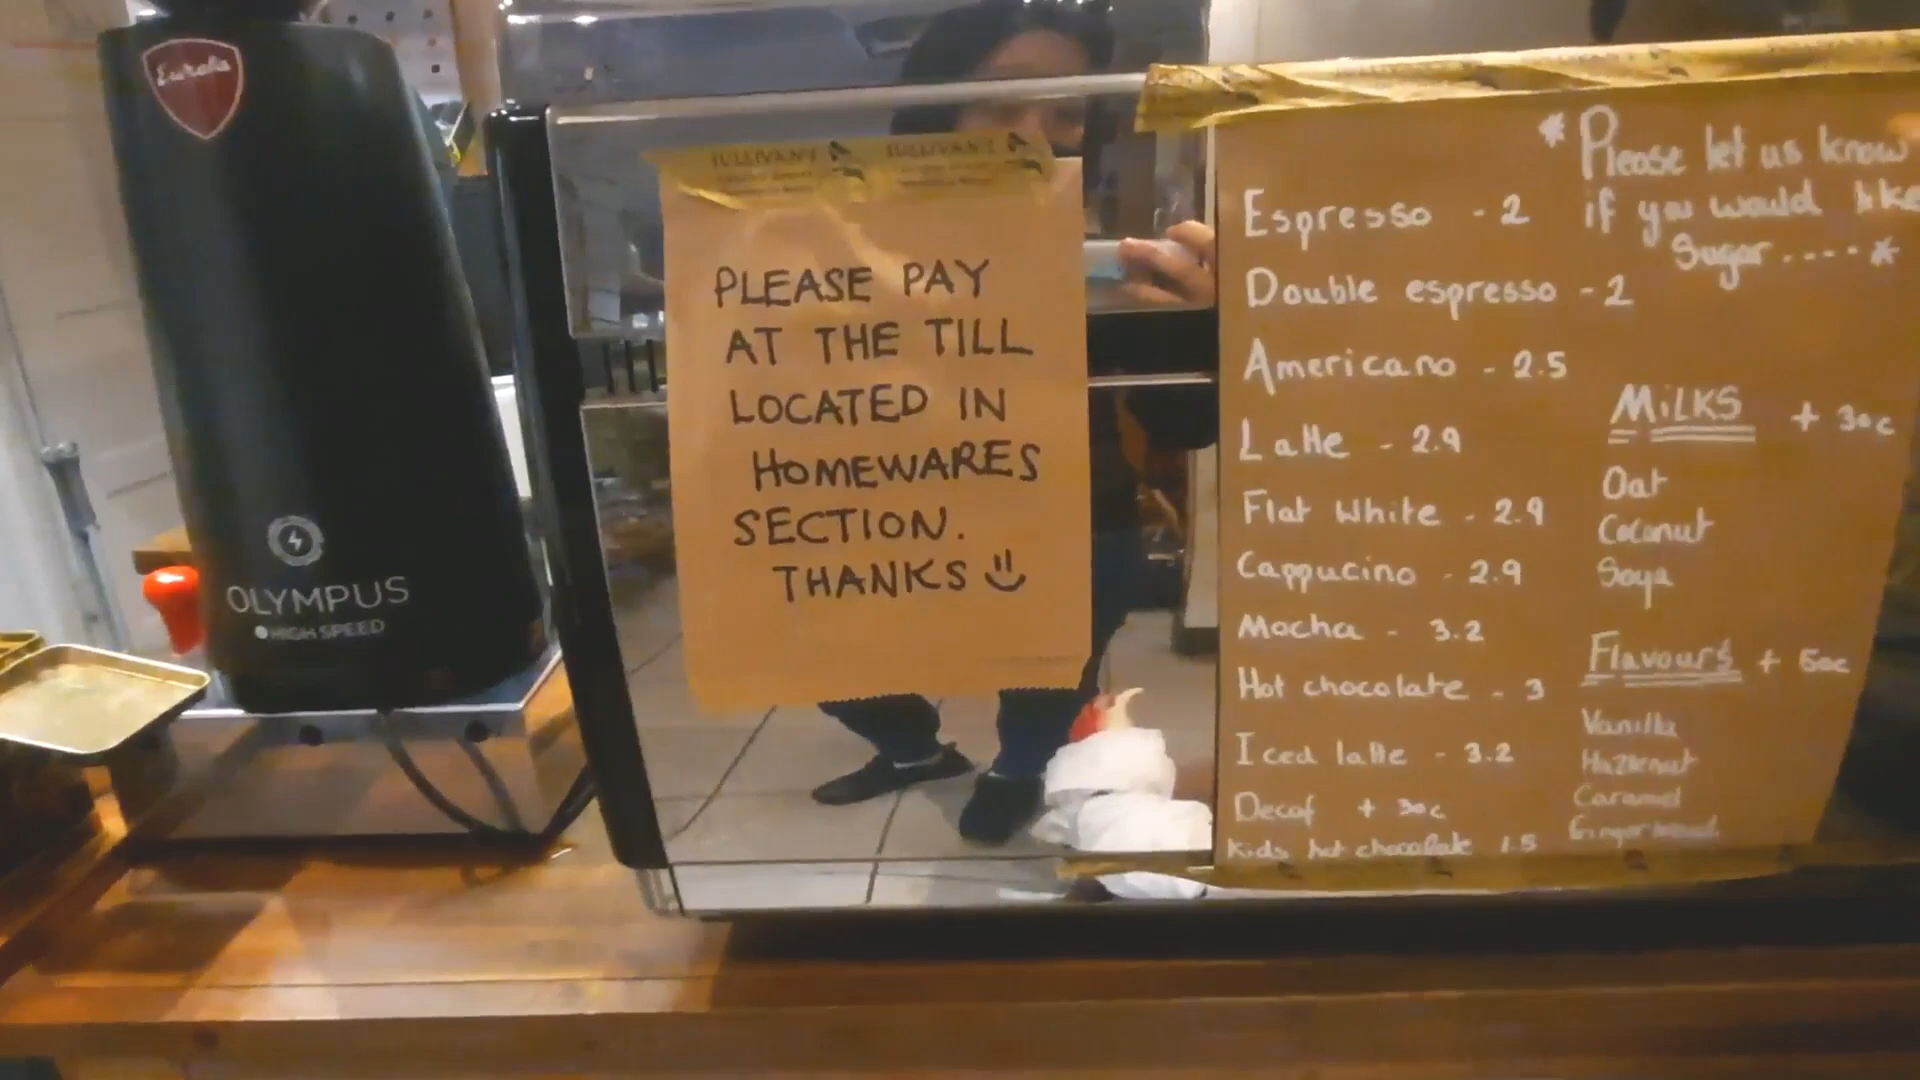 Eureka
OLYMPUS
HIGH SPEED
SULLIVAN'S SULLIVAN'S
PLEASE PAY
AT THE TILL
LOCATED IN
HOMEWARES
SECTION.
THANKS
* Please let us know
if you would like
Sugar ---- *
Espresso - 2
Double espresso - 2
Americano - 2.5
Latte - 2.9
Flat White - 2.9
Cappucino - 2.9
Mocha - 3.2
Hot chocolate - 3
Iced latte - 3.2
Decaf + 30c
Kids hot chocolate 1.5
MiLKS + 30c
Oat
Coconut
Soya
Flavours + 50c
Vanilla
Hazlenut
Caramel